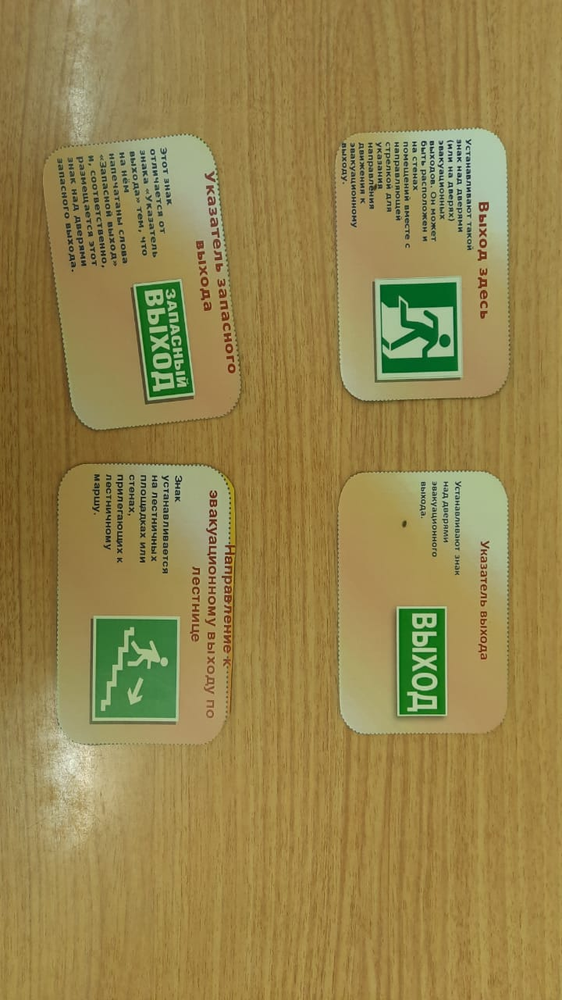 Выход здесь
Устанавливают такой
знак над дверями
(или на дверях)
эвакуационных
выходов. Он может
быть расположен и
на стенах
помещений вместе с
направляющей
стрелкой для
указания
направления
движения к
эвакуационному
выходу.
Указатель выхода
Устанавливают знак
над дверями
эвакуационного
выхода.
ВЫХОД
Указатель запасного
выхода
Этот знак
отличается от
знака «Указатель
выхода» тем, что
на нём
напечатаны слова
«Запасной выход»
и, соответственно,
размещается этот
знак над дверями
запасного выхода.
ЗАПАСНЫЙ
ВЫХОД
Направление к
эвакуационному выходу по
лестнице
Знак
устанавливается
на лестничных
площадках или
стенах,
прилегающих к
лестничному
маршу.